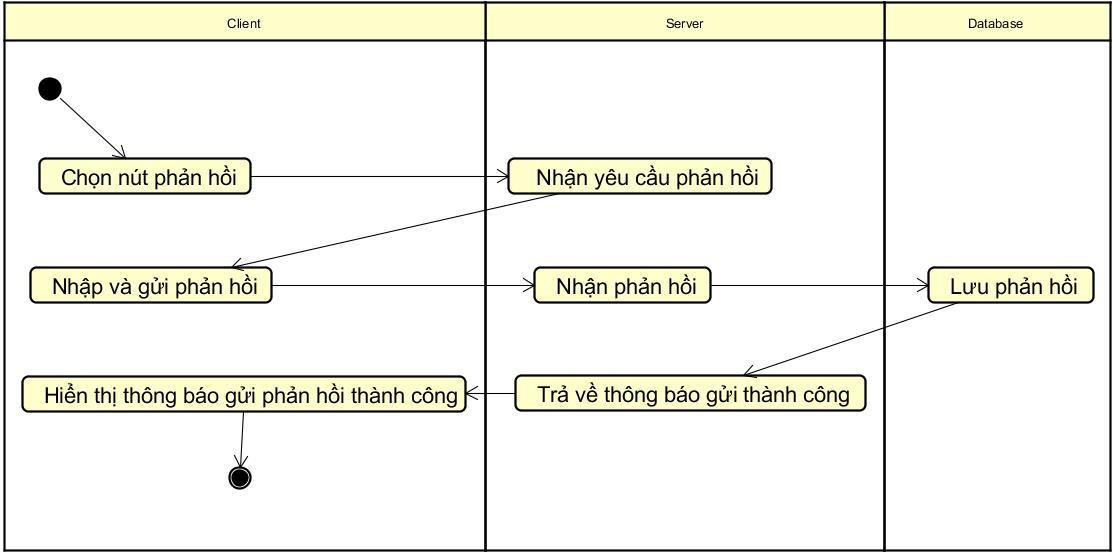 Client
Server
Database
Chọn nút phản hồi
Nhận yêu cầu phản hồi
Nhập và gửi phản hồi
Nhận phản hồi
Lưu phản hồi
Hiển thị thông báo gửi phản hồi thành công
Trả về thông báo gửi thành công